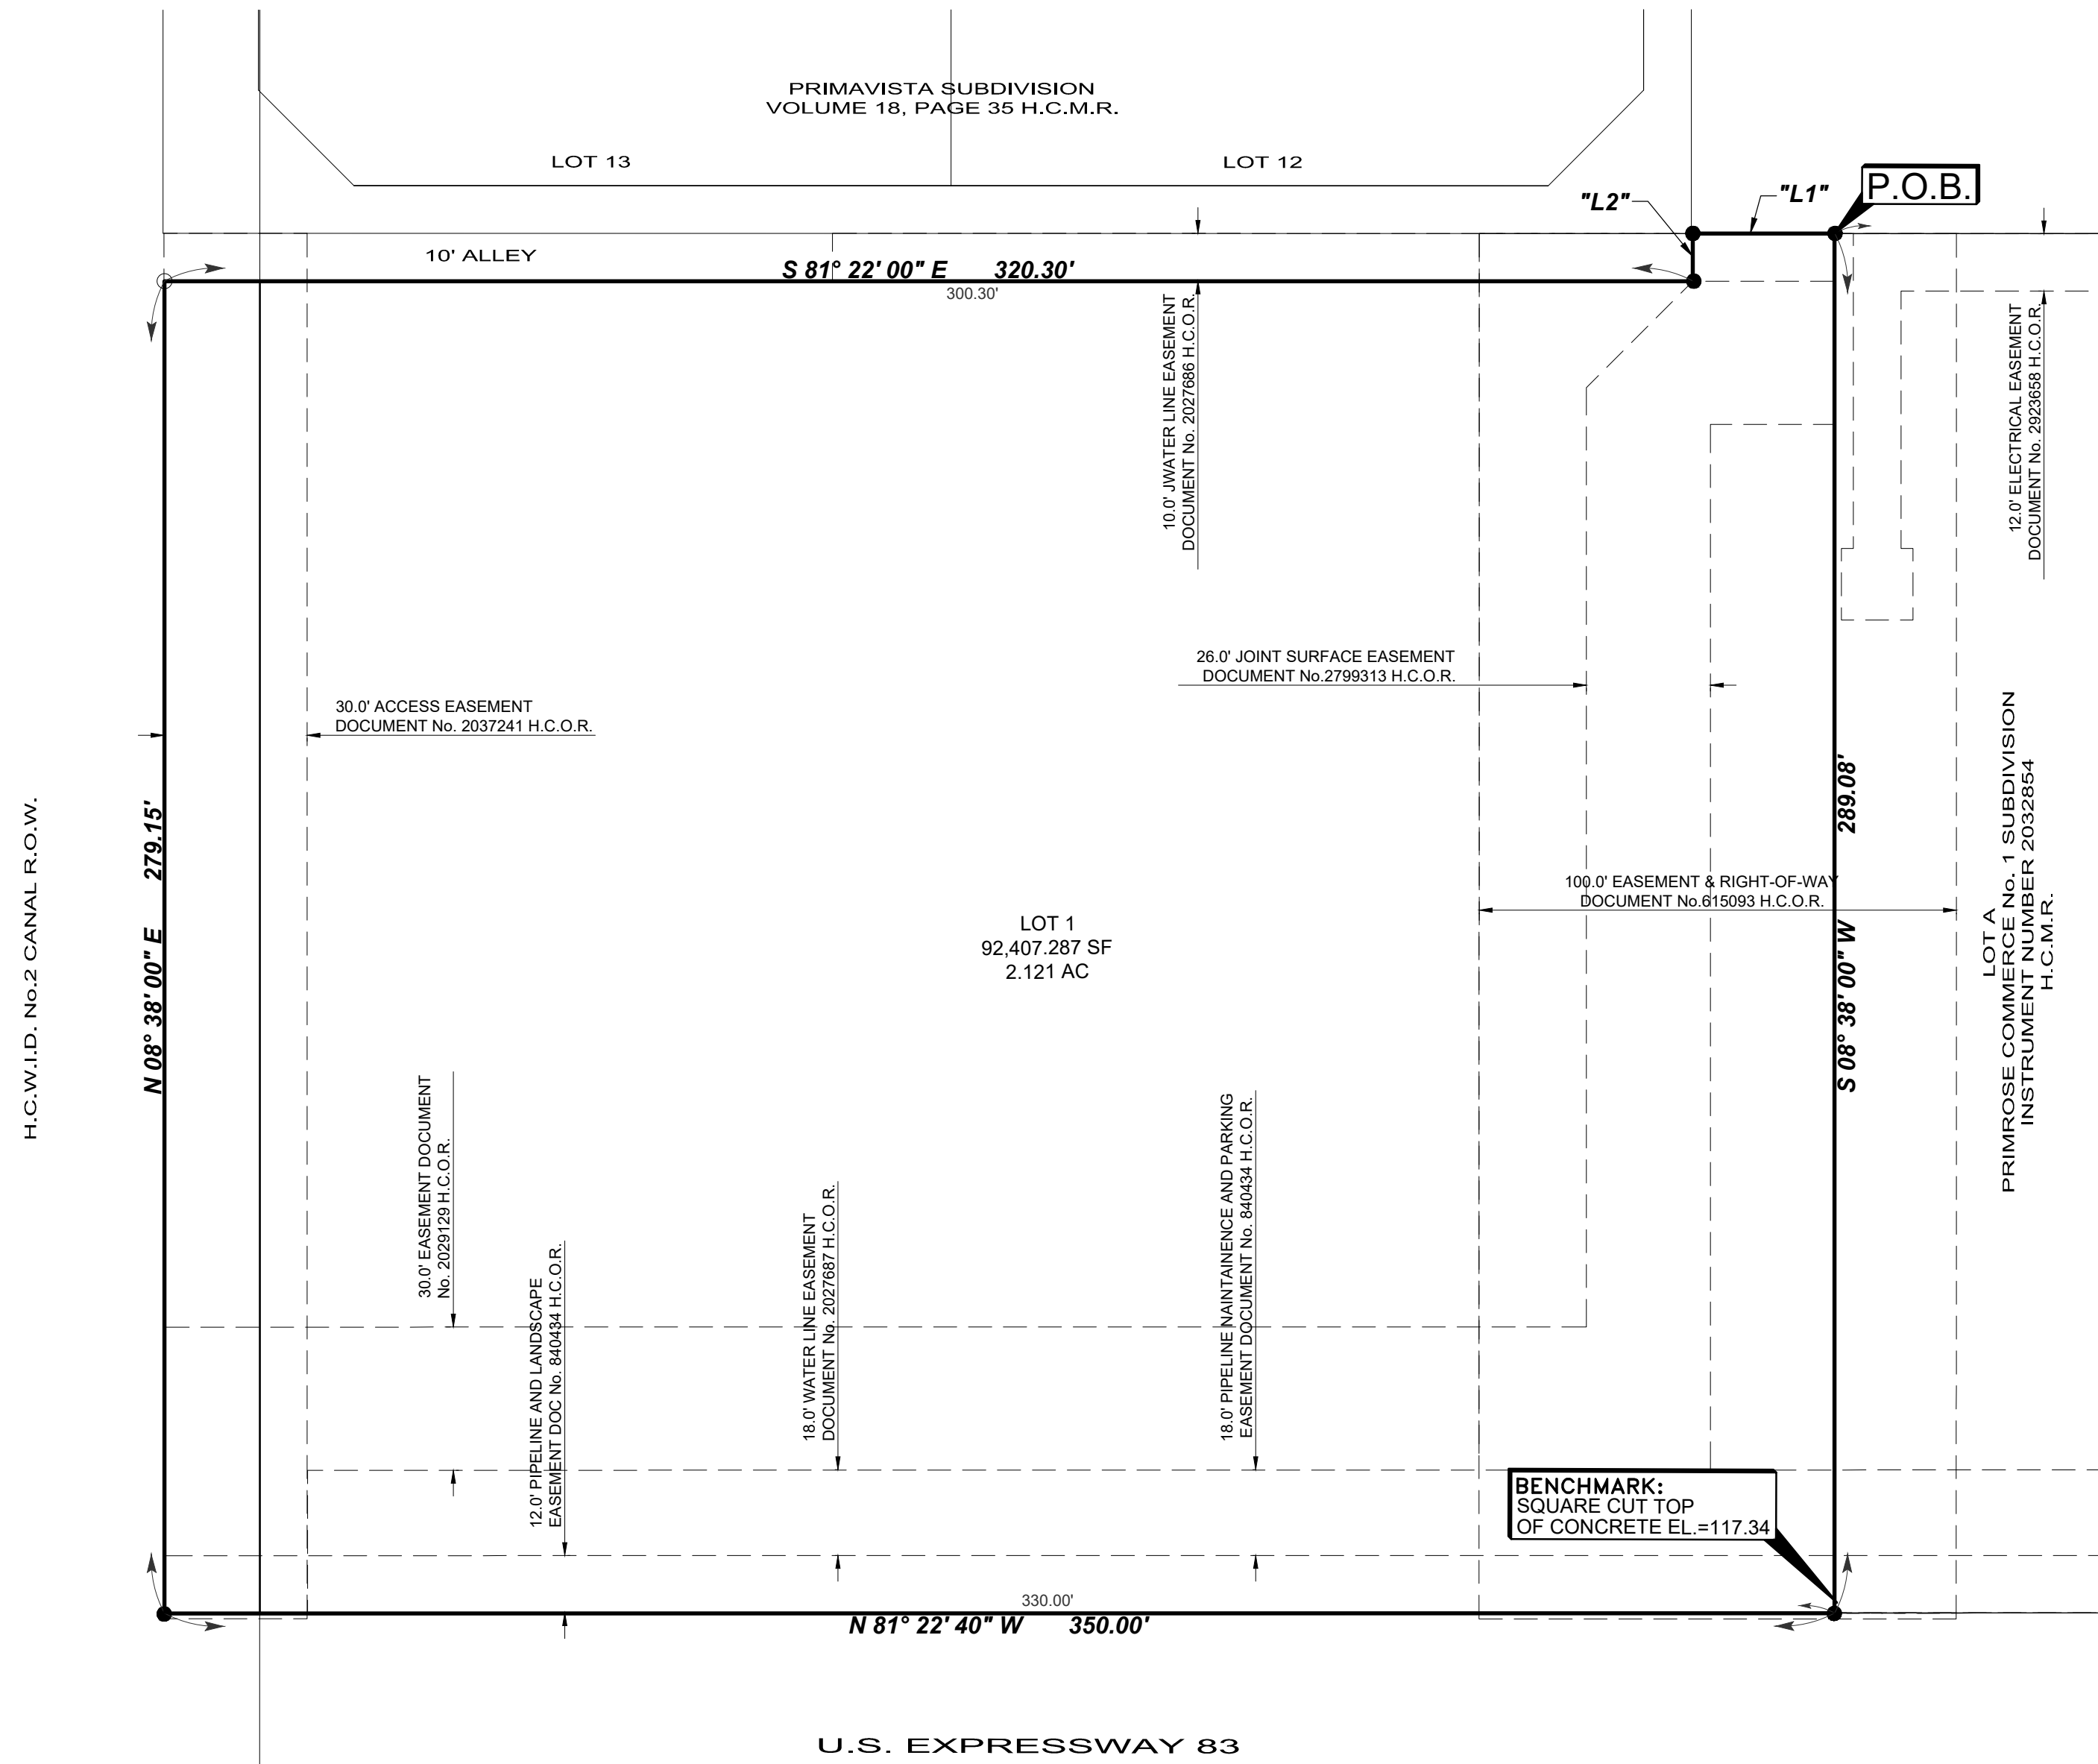 PRIMAVISTA SUBDIVISION
VOLUME 18, PAGE 35 H.C.M.R.
LOT 13
LOT 12
"L2"
"L1"
P.O.B.
10' ALLEY
S 81° 22' 00" E 320.30'
300.30'
10.0' JWATER LINE EASEMENT
DOCUMENT No. 2027686 H.C.O.R.
12.0' ELECTRICAL EASEMENT
DOCUMENT No. 2923658 H.C.O.R.
26.0' JOINT SURFACE EASEMENT
DOCUMENT No.2799313 H.C.O.R.
30.0' ACCESS EASEMENT
DOCUMENT No. 2037241 H.C.O.R.
H.C.W.I.D. No.2 CANAL R.O.W.
N 08° 38' 00" E 279.15'
S 08° 38' 00" W 289.08'
100.0' EASEMENT & RIGHT-OF-WAY
DOCUMENT No.615093 H.C.O.R.
LOT A
PRIMROSE COMMERCE No. 1 SUBDIVISION
INSTRUMENT NUMBER 2032854
H.C.M.R.
LOT 1
92,407.287 SF
2.121 AC
30.0' EASEMENT DOCUMENT
No. 2029129 H.C.O.R.
12.0' PIPELINE AND LANDSCAPE
EASEMENT DOC No. 840434 H.C.O.R.
18.0' WATER LINE EASEMENT
DOCUMENT No. 2027687 H.C.O.R.
18.0' PIPELINE NAINTAINENCE AND PARKING
EASEMENT DOCUMENT No. 840434 H.C.O.R.
BENCHMARK:
SQUARE CUT TOP
OF CONCRETE EL.=117.34
330.00'
N 81° 22' 40" W 350.00'
U.S. EXPRESSWAY 83